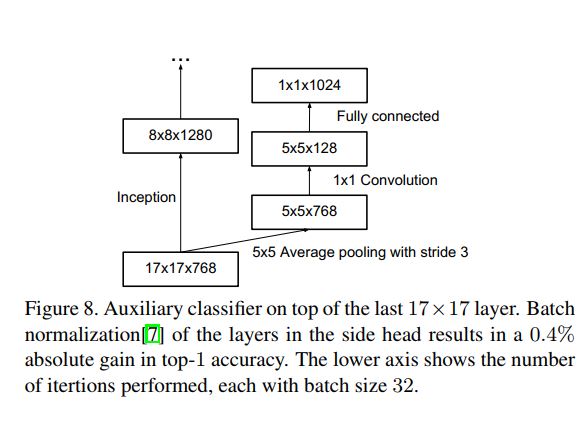 ...
1x1x1024
Fully connected
8x8x1280
5x5x128
1x1 Convolution
Inception
5x5x768
5x5 Average pooling with stride 3
17x17x768
Figure 8. Auxiliary classifier on top of the last 17×17 layer. Batch
normalization[7] of the layers in the side head results in a 0.4%
absolute gain in top-1 accuracy. The lower axis shows the number
of itertions performed, each with batch size 32.